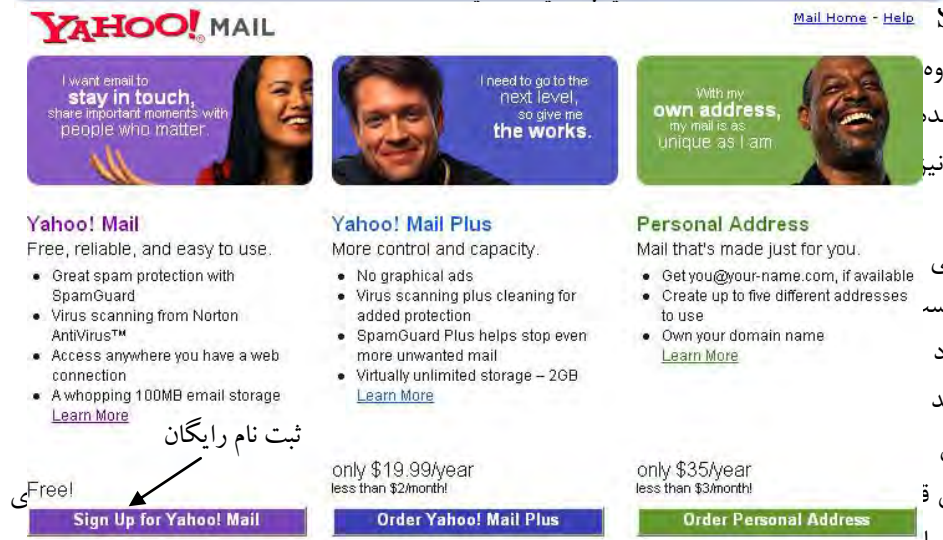 YAHOO! MAIL
Mail Home - Help
I want email to
stay in touch,
share important moments with
people who matter.
I need to go to the
next level,
so give me
the works.
With my
own address,
my mail is as
unique as I am
Yahoo! Mail
Free, reliable, and easy to use.
Great spam protection with
SpamGuard
Virus scanning from Norton
AntiVirus™
Access anywhere you have a web
connection
A whopping 100MB email storage
Learn More
ثبت نام رایگان
Free!
Sign Up for Yahoo! Mail
Yahoo! Mail Plus
More control and capacity.
No graphical ads
Virus scanning plus cleaning for
added protection
SpamGuard Plus helps stop even
more unwanted mail
Virtually unlimited storage – 2GB
Learn More
only $19.99/year
less than $2/month!
Order Yahoo! Mail Plus
Personal Address
Mail that's made just for you.
Get you@your-name.com, if available
Create up to five different addresses
to use
Own your domain name
Learn More
only $35/year
less than $3/month!
Order Personal Address